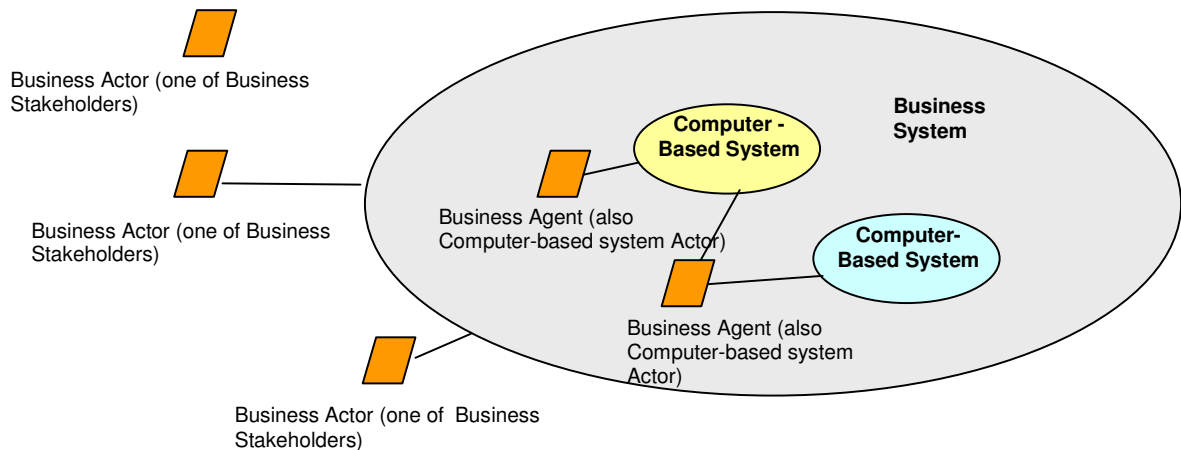 Business Actor (one of Business
Stakeholders)
Business
System
Computer -
Based System
Business Actor (one of Business
Stakeholders)
Business Agent (also
Computer-based system Actor)
Computer-
Based System
Business Agent (also
Computer-based system
Actor)
Business Actor (one of  Business
Stakeholders)